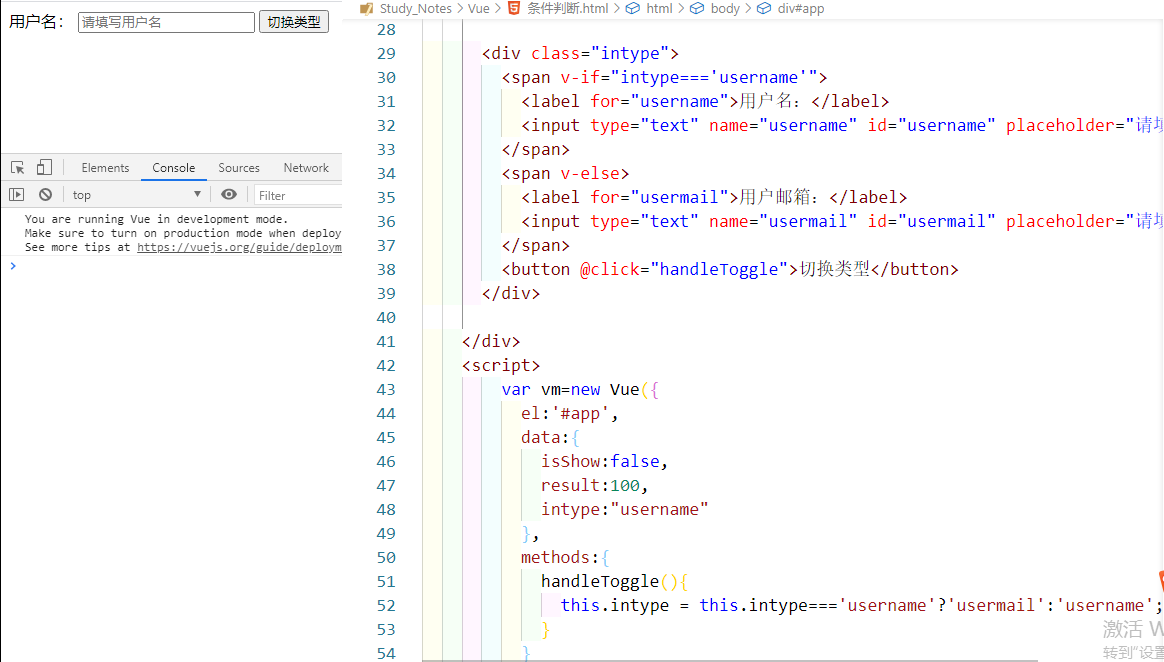 用户名： 请填写用户名 切换类型
Elements Console Sources Network
top Filter
You are running Vue in development mode.
Make sure to turn on production mode when deploy
See more tips at https://vuejs.org/guide/deploym
Study_Notes > Vue > 条件判断.html > html > body > div#app
28
29 <div class="intype">
30 <span v-if="intype==='username'">
31 <label for="username">用户名：</label>
32 <input type="text" name="username" id="username" placeholder="请填
33 </span>
34 <span v-else>
35 <label for="usermail">用户邮箱：</label>
36 <input type="text" name="usermail" id="usermail" placeholder="请填
37 </span>
38 <button @click="handleToggle">切换类型</button>
39 </div>
40
41 </div>
42 <script>
43 var vm=new Vue({
44 el:'#app',
45 data:{
46 isShow:false,
47 result:100,
48 intype:"username"
49 },
50 methods:{
51 handleToggle(){
52 this.intype = this.intype==='username'?'usermail':'username';
53 }
54 }
激活 W
转到"设置